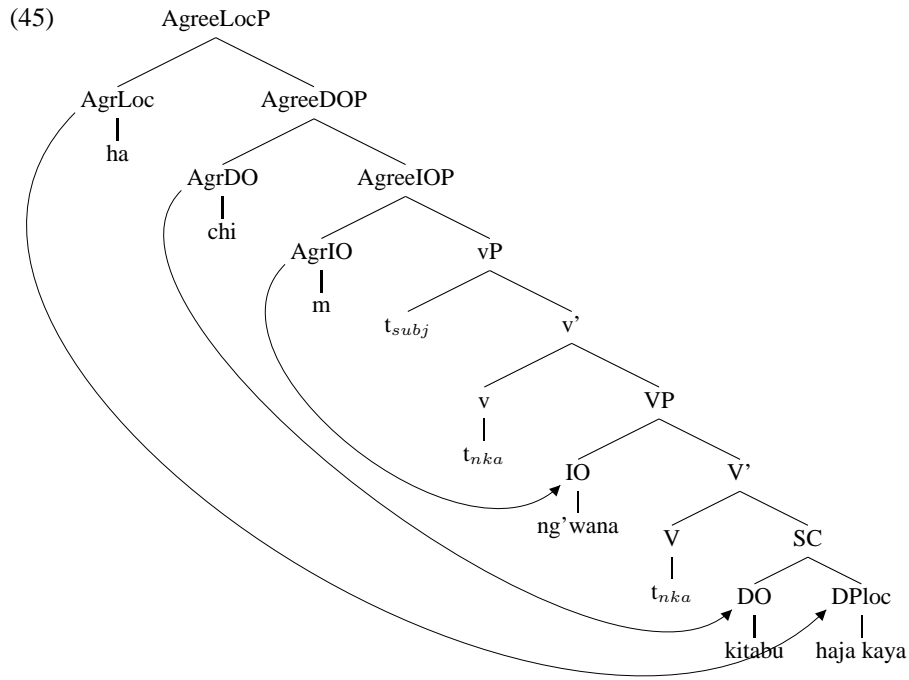 (45) AgreeLocP
AgrLoc AgreeDOP
ha
AgrDO AgreeIOP
chi
AgrIO vP
m
t_subj v'
v VP
t_nka
IO V'
ng'wana
V SC
t_nka
DO DPloc
kitabu haja kaya